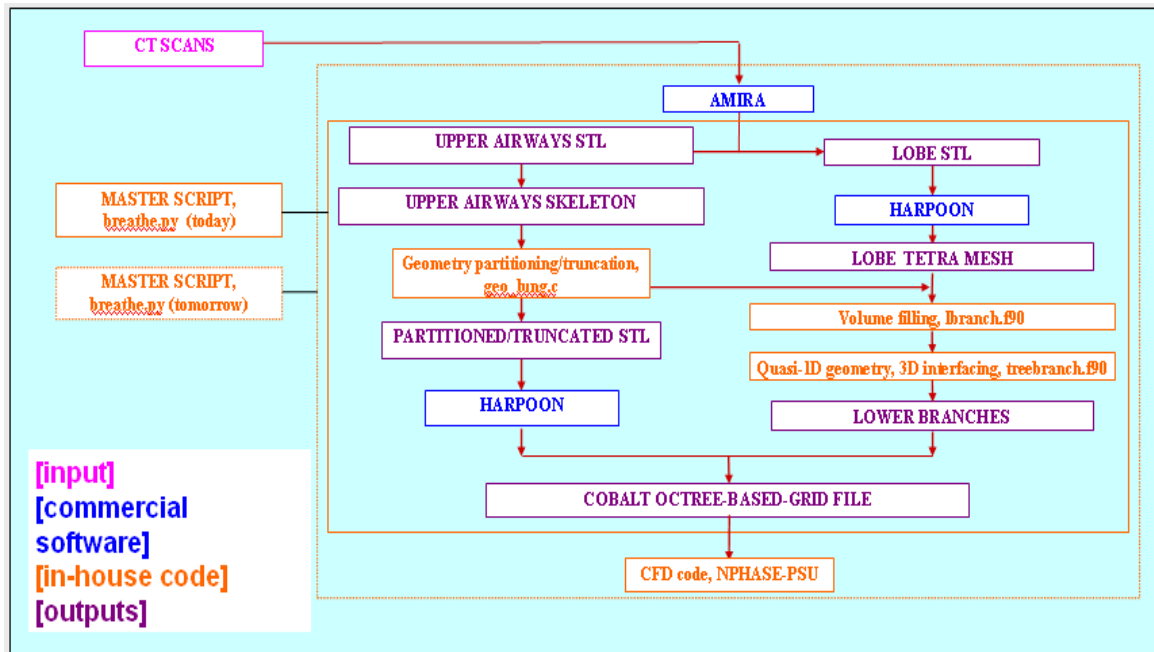 CT SCANS
AMIRA
UPPER AIRWAYS STL
LOBE STL
MASTER SCRIPT,
breathe.py (today)
UPPER AIRWAYS SKELETON
HARPOON
MASTER SCRIPT,
breathe.py (tomorrow)
Geometry partitioning/truncation,
geo_lung.c
LOBE TETRA MESH
Volume filling, lbranch.f90
PARTITIONED/TRUNCATED STL
Quasi-1D geometry, 3D interfacing, treebranch.f90
HARPOON
LOWER BRANCHES
COBALT OCTREE-BASED-GRID FILE
CFD code, NPHASE-PSU
[input]
[commercial
software]
[in-house code]
[outputs]